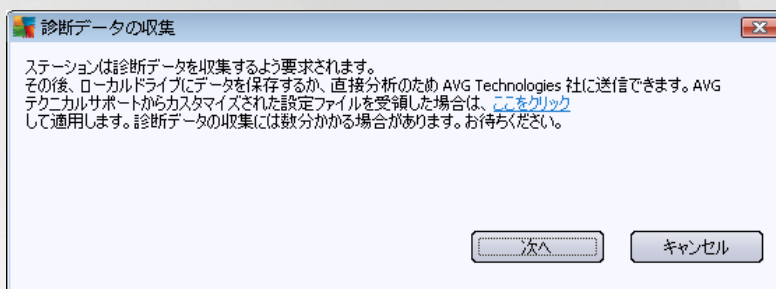 診断データの収集
ステーションは診断データを収集するよう要求されます。
その後、ローカルドライブにデータを保存するか、直接分析のため AVG Technologies 社に送信できます。AVG
テクニカルサポートからカスタマイズされた設定ファイルを受領した場合は、ここをクリック
して適用します。診断データの収集には数分かかる場合があります。お待ちください。
次へ
キャンセル